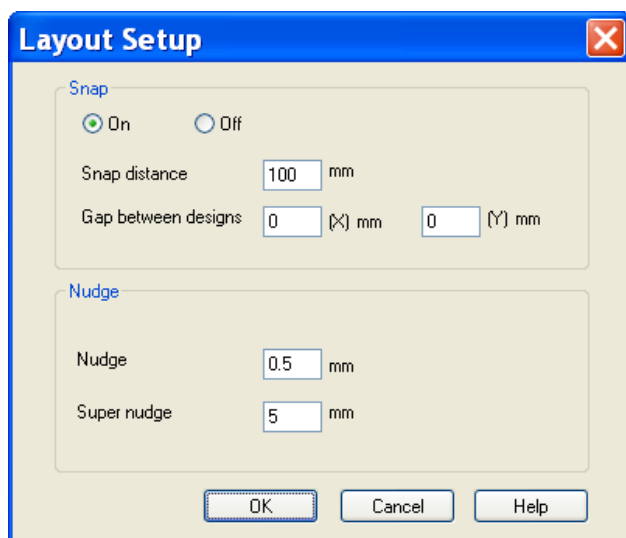 Layout Setup
Snap
On Off
Snap distance 100 mm
Gap between designs 0 (X) mm 0 (Y) mm
Nudge
Nudge 0.5 mm
Super nudge 5 mm
OK Cancel Help